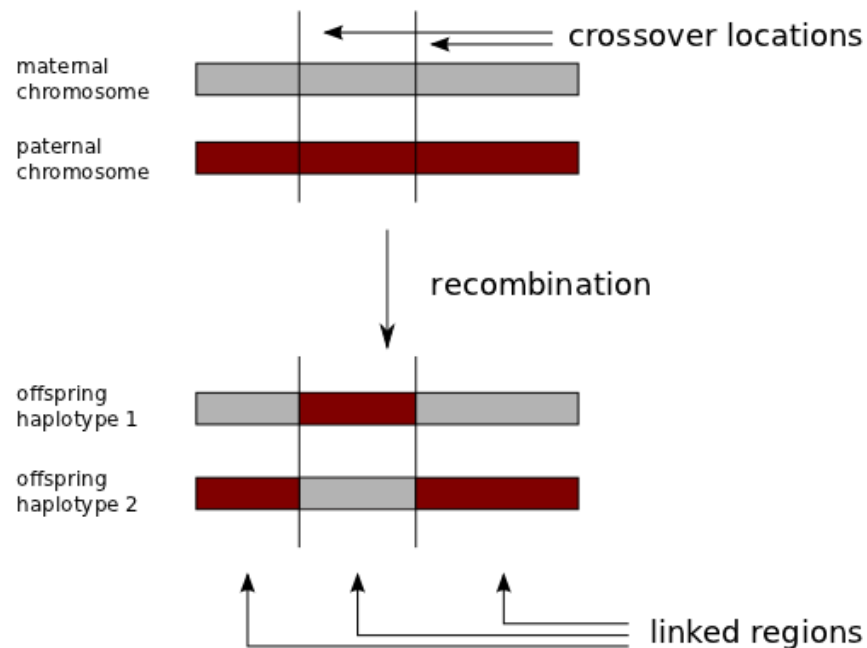 crossover locations
maternal
chromosome
paternal
chromosome
recombination
offspring
haplotype 1
offspring
haplotype 2
linked regions